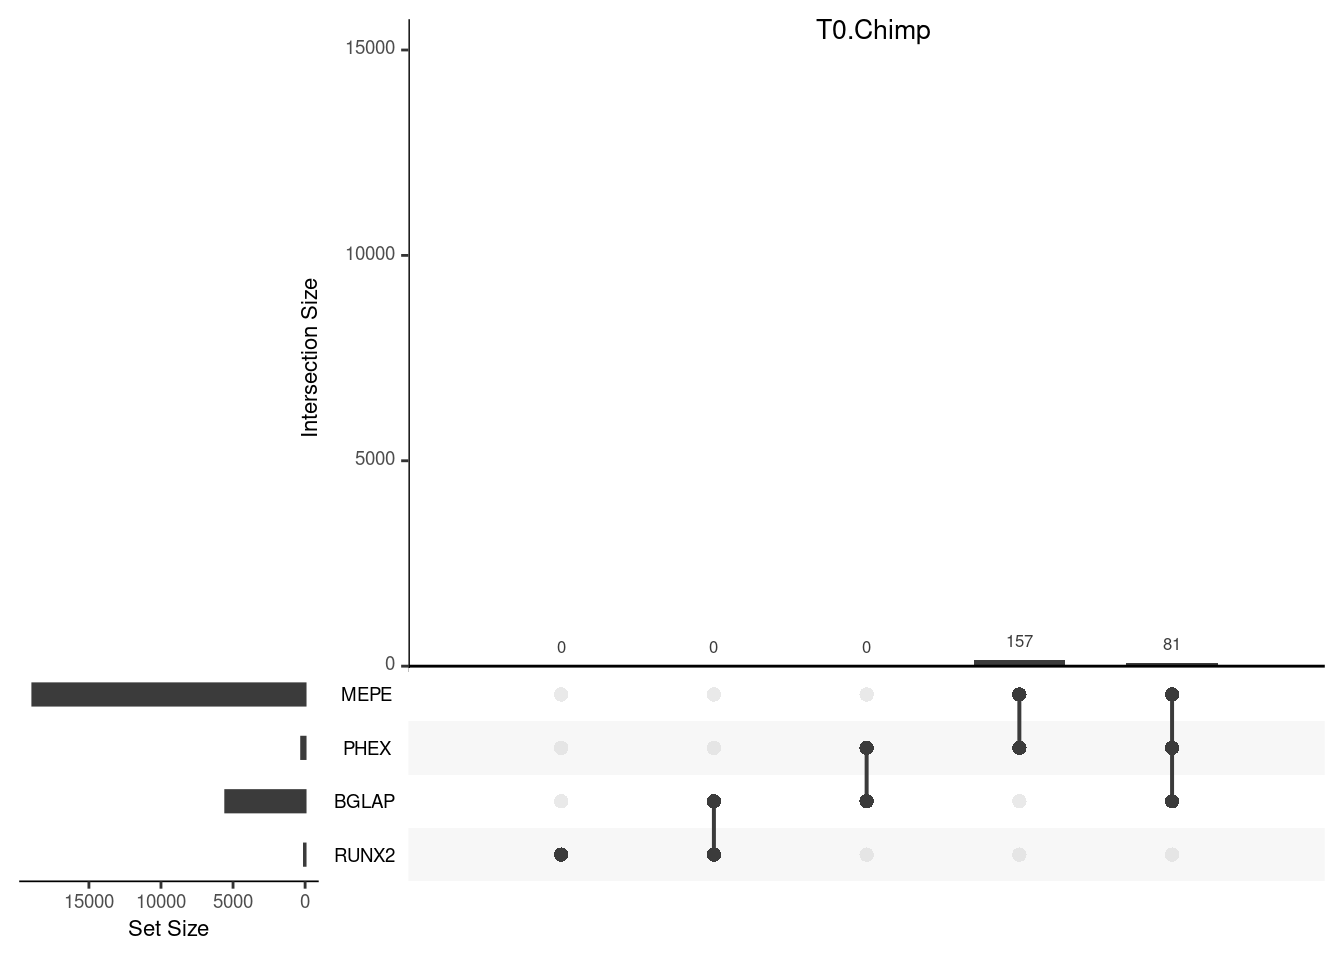 T0.Chimp
15000
10000
5000
0
Intersection Size
0
0
0
157
81
MEPE
PHEX
BGLAP
RUNX2
15000 10000 5000 0
Set Size